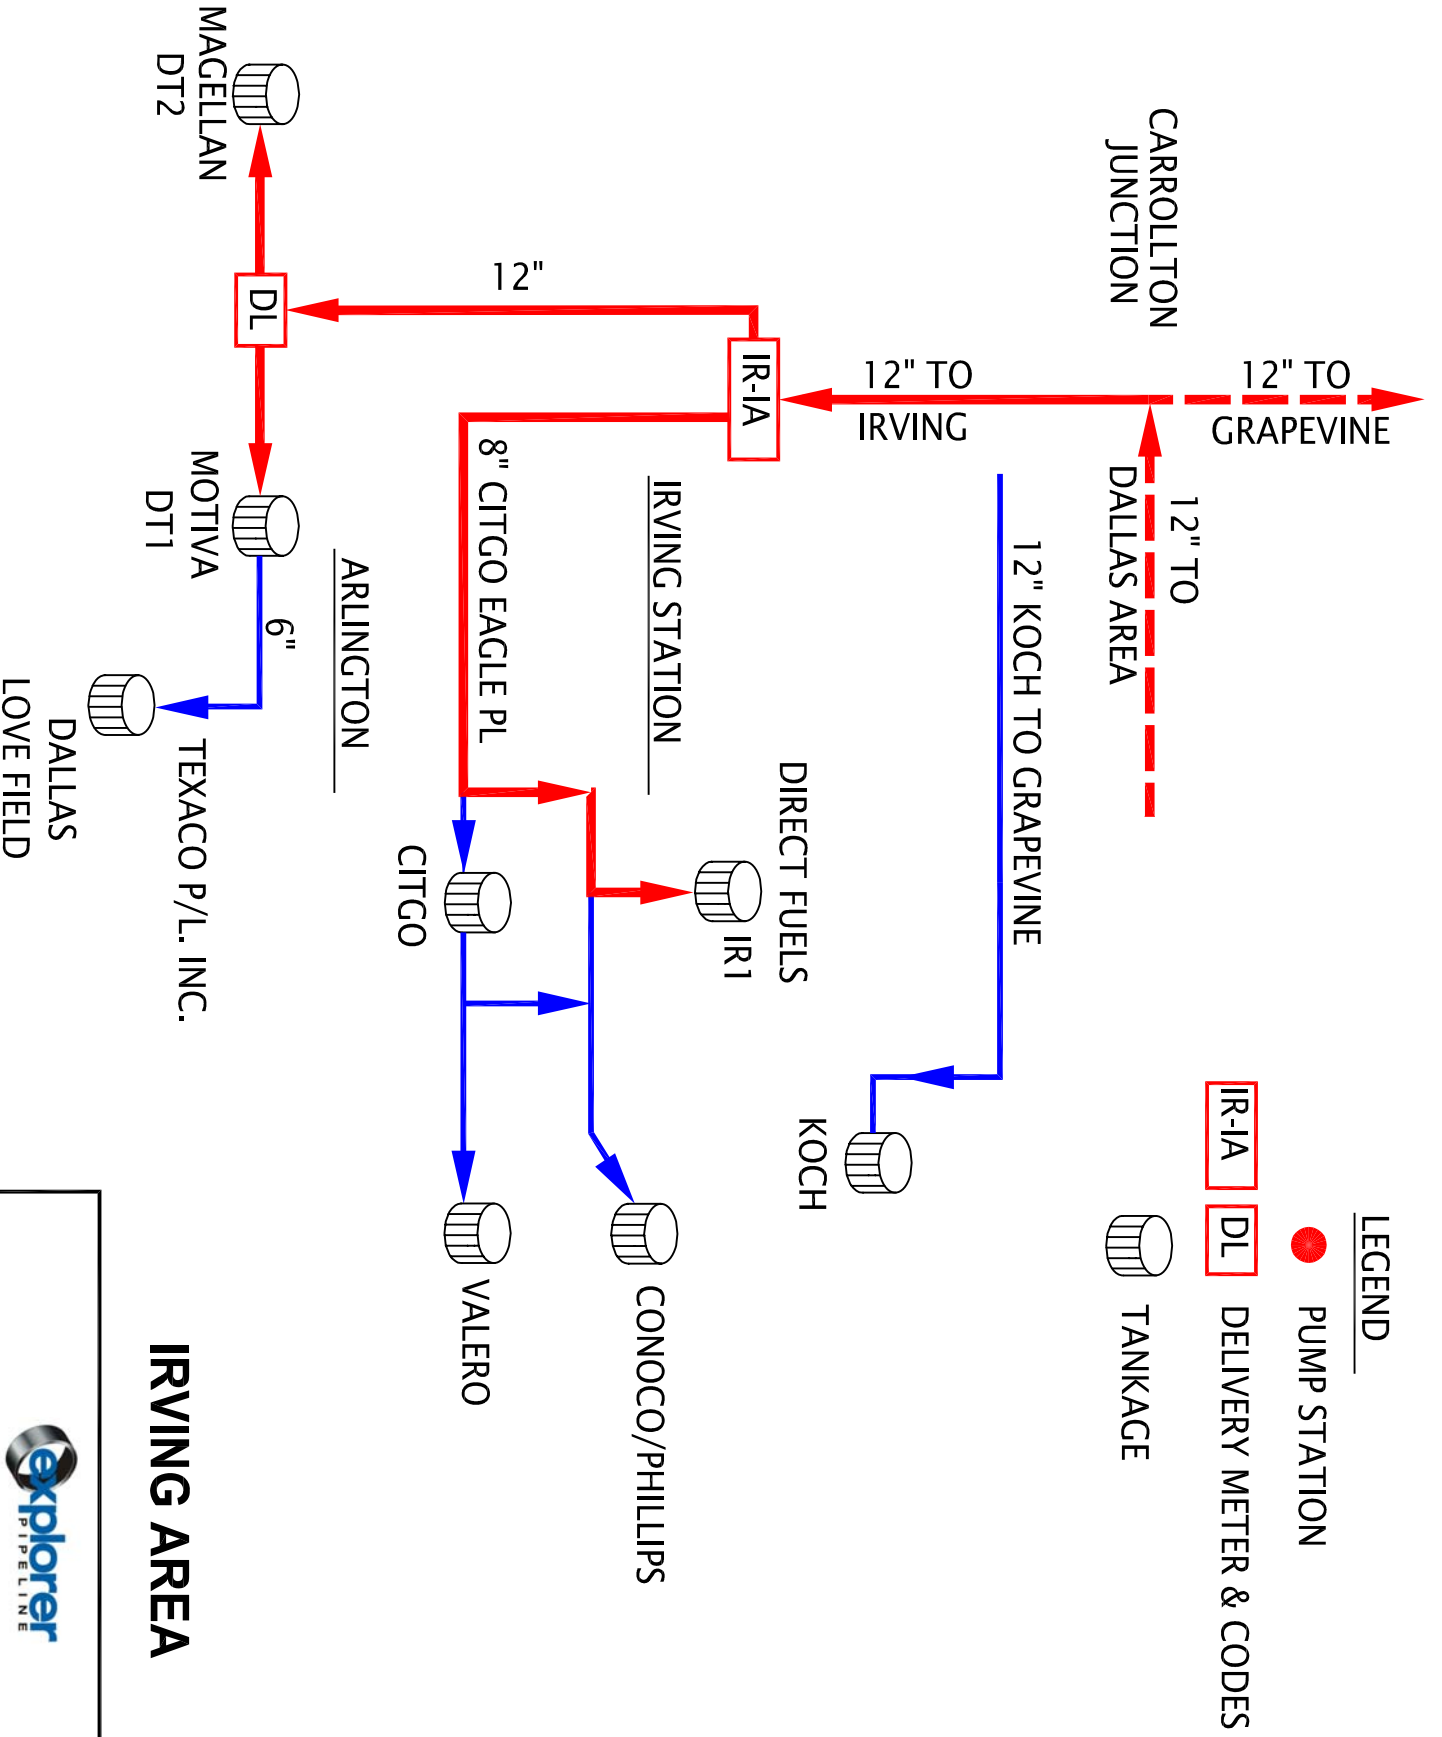 12" TO
GRAPEVINE
CARROLLTON
JUNCTION
12" TO
DALLAS AREA
12" TO
IRVING
12" KOCH TO GRAPEVINE
KOCH
IR-IA
12"
IRVING STATION
8" CITGO EAGLE PL
DIRECT FUELS
IR1
CITGO
CONOCO/PHILLIPS
VALERO
DL
MAGELLAN
DT2
MOTIVA
DT1
ARLINGTON
6"
TEXACO P/L. INC.
DALLAS
LOVE FIELD
LEGEND
PUMP STATION
IR-IA
DL
DELIVERY METER & CODES
TANKAGE
IRVING AREA
explorer
PIPELINE